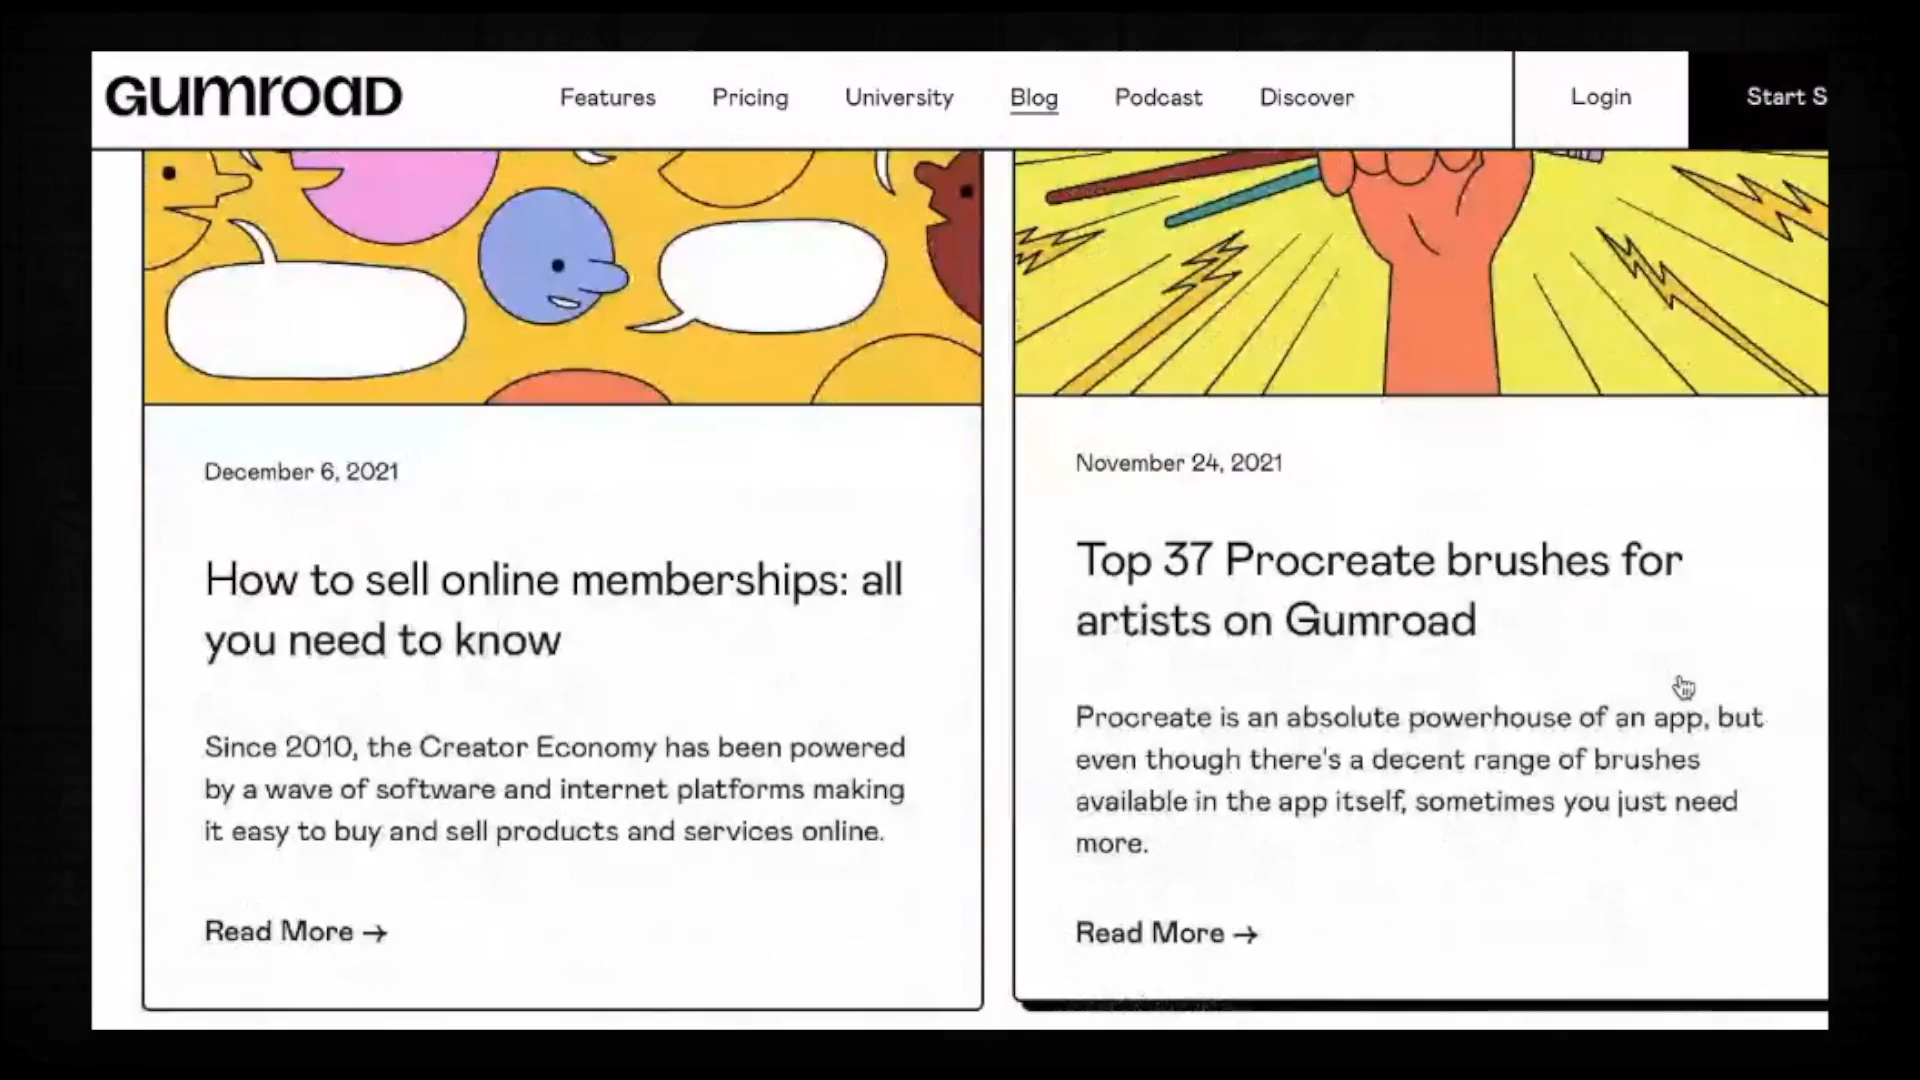 GUMROAD
Features Pricing University Blog Podcast Discover Login Start S
December 6, 2021
How to sell online memberships: all
you need to know
Since 2010, the Creator Economy has been powered
by a wave of software and internet platforms making
it easy to buy and sell products and services online.
Read More →
November 24, 2021
Top 37 Procreate brushes for
artists on Gumroad
Procreate is an absolute powerhouse of an app, but
even though there's a decent range of brushes
available in the app itself, sometimes you just need
more.
Read More →